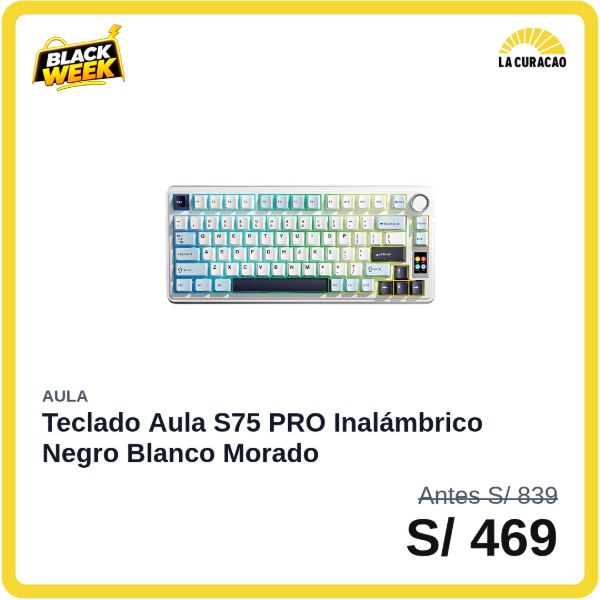 BLACK
WEEK
LA CURACAO
Q W E R T Y U I O P
A S D F G H J K L
Z X C V B N M
AULA
Teclado Aula S75 PRO Inalámbrico
Negro Blanco Morado
Antes S/ 839
S/ 469